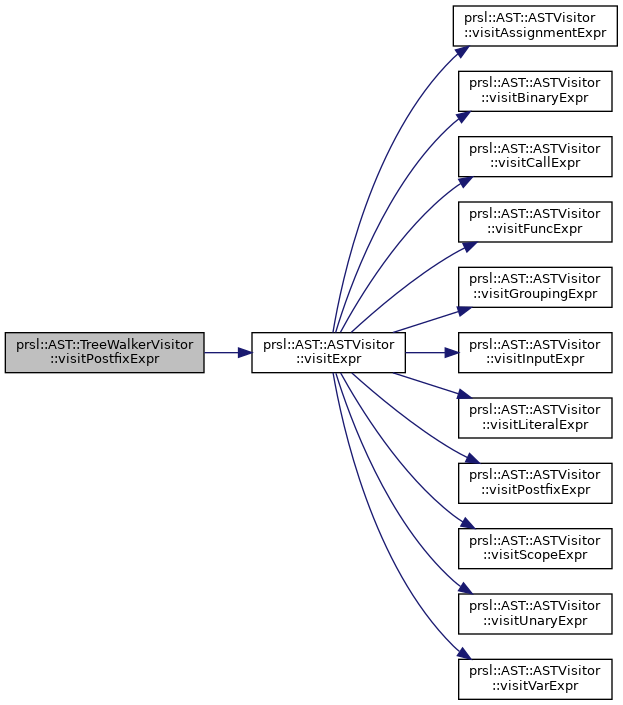 prsl::AST::TreeWalkerVisitor
::visitPostfixExpr
prsl::AST::ASTVisitor
::visitExpr
prsl::AST::ASTVisitor
::visitAssignmentExpr
prsl::AST::ASTVisitor
::visitBinaryExpr
prsl::AST::ASTVisitor
::visitCallExpr
prsl::AST::ASTVisitor
::visitFuncExpr
prsl::AST::ASTVisitor
::visitGroupingExpr
prsl::AST::ASTVisitor
::visitInputExpr
prsl::AST::ASTVisitor
::visitLiteralExpr
prsl::AST::ASTVisitor
::visitPostfixExpr
prsl::AST::ASTVisitor
::visitScopeExpr
prsl::AST::ASTVisitor
::visitUnaryExpr
prsl::AST::ASTVisitor
::visitVarExpr